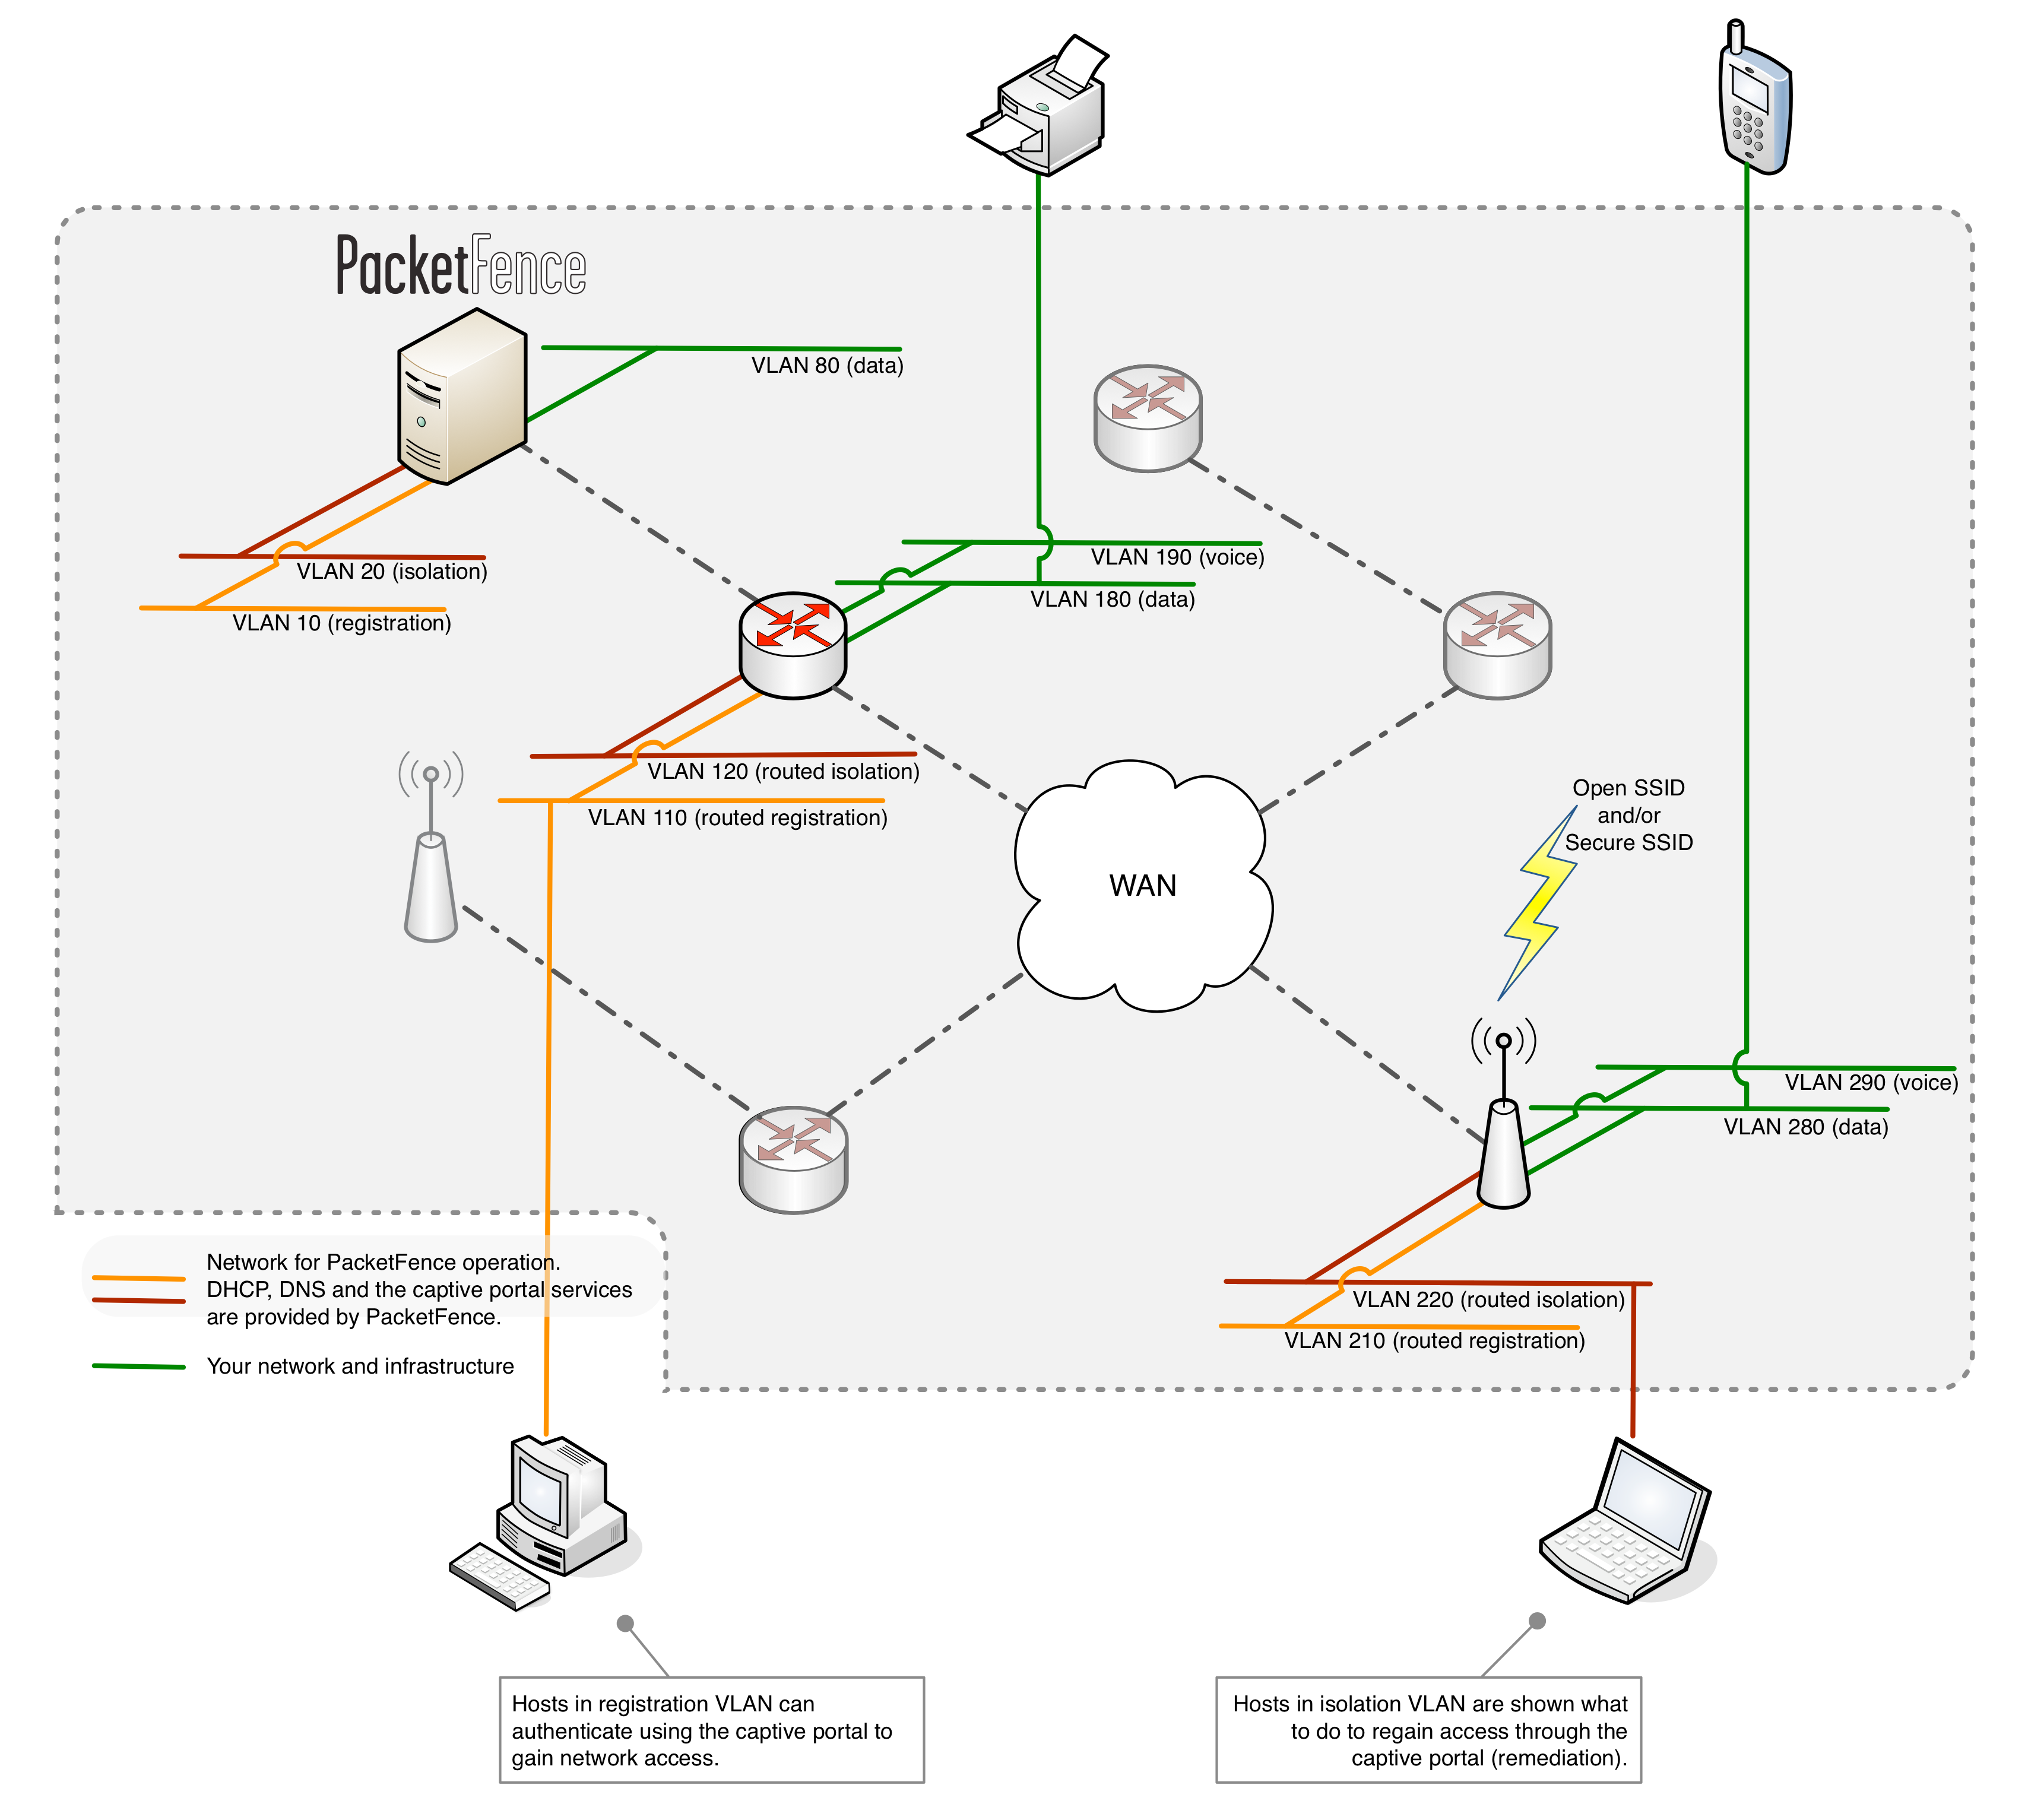 PacketFence
VLAN 80 (data)
VLAN 190 (voice)
VLAN 20 (isolation)
VLAN 180 (data)
VLAN 10 (registration)
VLAN 120 (routed isolation)
VLAN 110 (routed registration)
Open SSID
and/or
Secure SSID
WAN
VLAN 290 (voice)
VLAN 280 (data)
Network for PacketFence operation.
DHCP, DNS and the captive portal services
are provided by PacketFence.
Your network and infrastructure
VLAN 220 (routed isolation)
VLAN 210 (routed registration)
Hosts in registration VLAN can
authenticate using the captive portal to
gain network access.
Hosts in isolation VLAN are shown what
to do to regain access through the
captive portal (remediation).